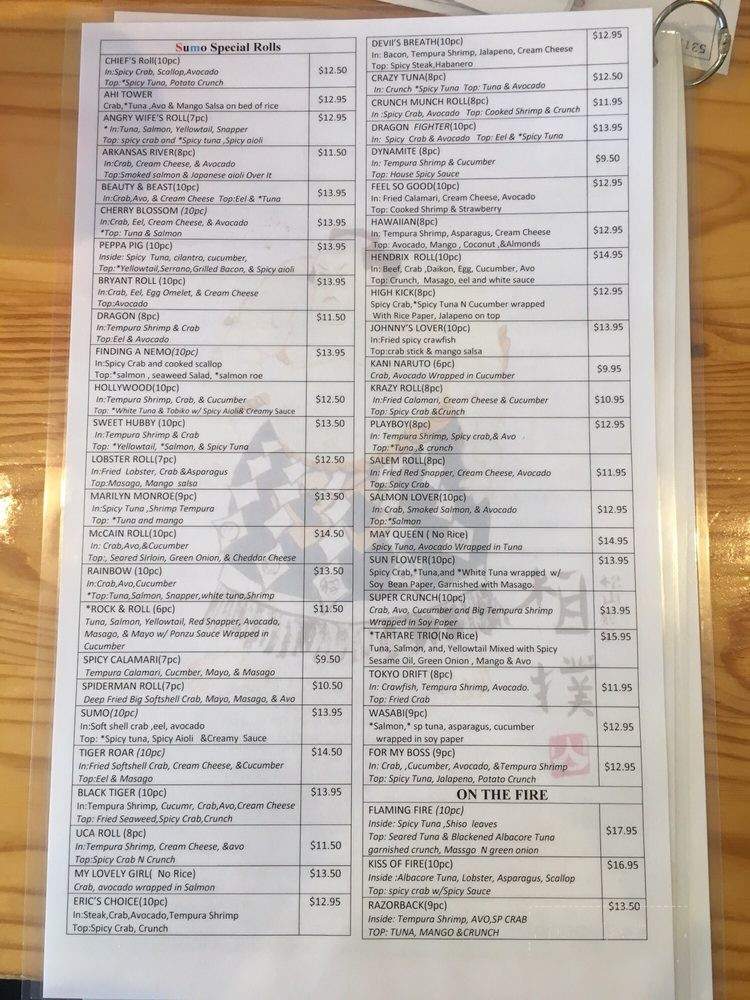 Sumo Special Rolls
CHIEF'S Roll(10pc)
In:Spicy Crab, Scallop,Avocado
Top:*Spicy Tuna, Potato Crunch
$12.50
AHI TOWER
Crab,*Tuna ,Avo & Mango Salsa on bed of rice
$12.95
ANGRY WIFE'S ROLL(7pc)
* In:Tuna, Salmon, Yellowtail, Snapper
Top: spicy crab and *Spicy tuna ,Spicy aioli
$12.95
ARKANSAS RIVER(8pc)
In:Crab, Cream Cheese, & Avocado
Top:Smoked salmon & Japanese aioli Over It
$11.50
BEAUTY & BEAST(10pc)
In:Crab,Avo, & Cream Cheese Top:Eel & *Tuna
$13.95
CHERRY BLOSSOM (10pc)
In:Crab, Eel, Cream Cheese, & Avocado
*Top: Tuna & Salmon
$13.95
PEPPA PIG (10pc)
Inside: Spicy Tuna, cilantro, cucumber,
Top:*Yellowtail,Serrano,Grilled Bacon, & Spicy aioli
$13.95
BRYANT ROLL (10pc)
In:Crab, Eel, Egg Omelet, & Cream Cheese
Top:Avocado
$13.95
DRAGON (8pc)
In:Tempura Shrimp & Crab
Top:Eel & Avocado
$11.50
FINDING A NEMO(10pc)
In:Spicy Crab and cooked scallop
Top:*salmon , seaweed Salad, *salmon roe
$13.95
HOLLYWOOD(10pc)
In:Tempura Shrimp, Crab, & Cucumber
Top: *White Tuna & Tobiko w/ Spicy Aioli& Creamy Sauce
$12.50
SWEET HUBBY (10pc)
In:Tempura Shrimp & Crab
Top: *Yellowtail, *Salmon, & Spicy Tuna
$13.50
LOBSTER ROLL(7pc)
In:Fried Lobster, Crab &Asparagus
Top:Masago, Mango salsa
$12.50
MARILYN MONROE(9pc)
In:Spicy Tuna ,Shrimp Tempura
Top: *Tuna and mango
$13.50
McCAIN ROLL(10pc)
In: Crab,Avo,&Cucumber
Top:, Seared Sirloin, Green Onion, & Cheddar Cheese
$14.50
RAINBOW (10pc)
In:Crab,Avo,Cucumber
*Top:Tuna,Salmon, Snapper,white tuna,Shrimp
$13.50
*ROCK & ROLL (6pc)
Tuna, Salmon, Yellowtail, Red Snapper, Avocado,
Masago, & Mayo w/ Ponzu Sauce Wrapped in
Cucumber
$11.50
SPICY CALAMARI(7pc)
Tempura Calamari, Cucmber, Mayo, & Masago
$9.50
SPIDERMAN ROLL(7pc)
Deep Fried Big Softshell Crab, Mayo, Masago, & Avo
$10.50
SUMO(10pc)
In:Soft shell crab ,eel, avocado
Top: *Spicy tuna, Spicy Aioli &Creamy Sauce
$13.95
TIGER ROAR (10pc)
In:Fried Softshell Crab, Cream Cheese, &Cucumber
Top:Eel & Masago
$14.50
BLACK TIGER (10pc)
In:Tempura Shrimp, Cucumr, Crab,Avo,Cream Cheese
Top: Fried Seaweed,Spicy Crab,Crunch
$13.95
UCA ROLL (8pc)
In:Tempura Shrimp, Cream Cheese, &avo
Top:Spicy Crab N Crunch
$11.50
MY LOVELY GIRL( No Rice)
Crab, avocado wrapped in Salmon
$13.50
ERIC'S CHOICE(10pc)
In:Steak,Crab,Avocado,Tempura Shrimp
Top:Spicy Crab, Crunch
$12.95
DEVIl'S BREATH(10pc)
In: Bacon, Tempura Shrimp, Jalapeno, Cream Cheese
Top: Spicy Steak,Habanero
$12.95
CRAZY TUNA(8pc)
In: Crunch *Spicy Tuna Top: Tuna & Avocado
$12.50
CRUNCH MUNCH ROLL(8pc)
In :Spicy Crab, Avocado Top: Cooked Shrimp & Crunch
$11.95
DRAGON FIGHTER(10pc)
In: Spicy Crab & Avocado Top: Eel & *Spicy Tuna
$13.95
DYNAMITE (8pc)
In: Tempura Shrimp & Cucumber
Top: House Spicy Sauce
$9.50
FEEL SO GOOD(10pc)
In: Fried Calamari, Cream Cheese, Avocado
Top: Cooked Shrimp & Strawberry
$12.95
HAWAIIAN(8pc)
In: Tempura Shrimp, Asparagus, Cream Cheese
Top: Avocado, Mango , Coconut ,&Almonds
$12.95
HENDRIX ROLL(10pc)
In: Beef, Crab ,Daikon, Egg, Cucumber, Avo
Top: Crunch, Masago, eel and white sauce
$14.95
HIGH KICK(8pc)
Spicy Crab,*Spicy Tuna N Cucumber wrapped
With Rice Paper, Jalapeno on top
$12.95
JOHNNY'S LOVER(10pc)
In:Fried spicy crawfish
Top:crab stick & mango salsa
$13.95
KANI NARUTO (6pc)
Crab, Avocado Wrapped in Cucumber
$9.95
KRAZY ROLL(8pc)
In:Fried Calamari, Cream Cheese & Cucumber
Top: Spicy Crab &Crunch
$10.95
PLAYBOY(8pc)
In: Tempura Shrimp, Spicy crab,& Avo
Top:*Tuna ,& crunch
$12.95
SALEM ROLL(8pc)
In: Fried Red Snapper, Cream Cheese, Avocado
Top: Spicy Crab
$11.95
SALMON LOVER(10pc)
In: Crab, Smoked Salmon, & Avocado
Top:*Salmon
$12.95
MAY QUEEN ( No Rice)
Spicy Tuna, Avocado Wrapped in Tuna
$14.95
SUN FLOWER(10pc)
Spicy Crab,*Tuna,and *White Tuna wrapped w/
Soy Bean Paper, Garnished with Masago.
$13.95
SUPER CRUNCH(10pc)
Crab, Avo, Cucumber and Big Tempura Shrimp
Wrapped in Soy Paper
$13.95
*TARTARE TRIO(No Rice)
Tuna, Salmon, and, Yellowtail Mixed with Spicy
Sesame Oil, Green Onion , Mango & Avo
$15.95
TOKYO DRIFT (8pc)
In: Crawfish, Tempura Shrimp, Avocado.
Top: Fried Crab
$11.95
WASABI(9pc)
*Salmon,* sp tuna, asparagus, cucumber
wrapped in soy paper
$12.95
FOR MY BOSS (9pc)
In: Crab, ,Cucumber, Avocado, &Tempura Shrimp
Top: Spicy Tuna, Jalapeno, Potato Crunch
$12.95
ON THE FIRE
FLAMING FIRE (10pc)
Inside: Spicy Tuna ,Shiso leaves
Top: Seared Tuna & Blackened Albacore Tuna
garnished crunch, Massgo N green onion
$17.95
KISS OF FIRE(10pc)
Inside :Albacore Tuna, Lobster, Asparagus, Scallop
Top: spicy crab w/Spicy Sauce
$16.95
RAZORBACK(9pc)
Inside: Tempura Shrimp, AVO,SP CRAB
TOP: TUNA, MANGO &CRUNCH
$13.50
相撲